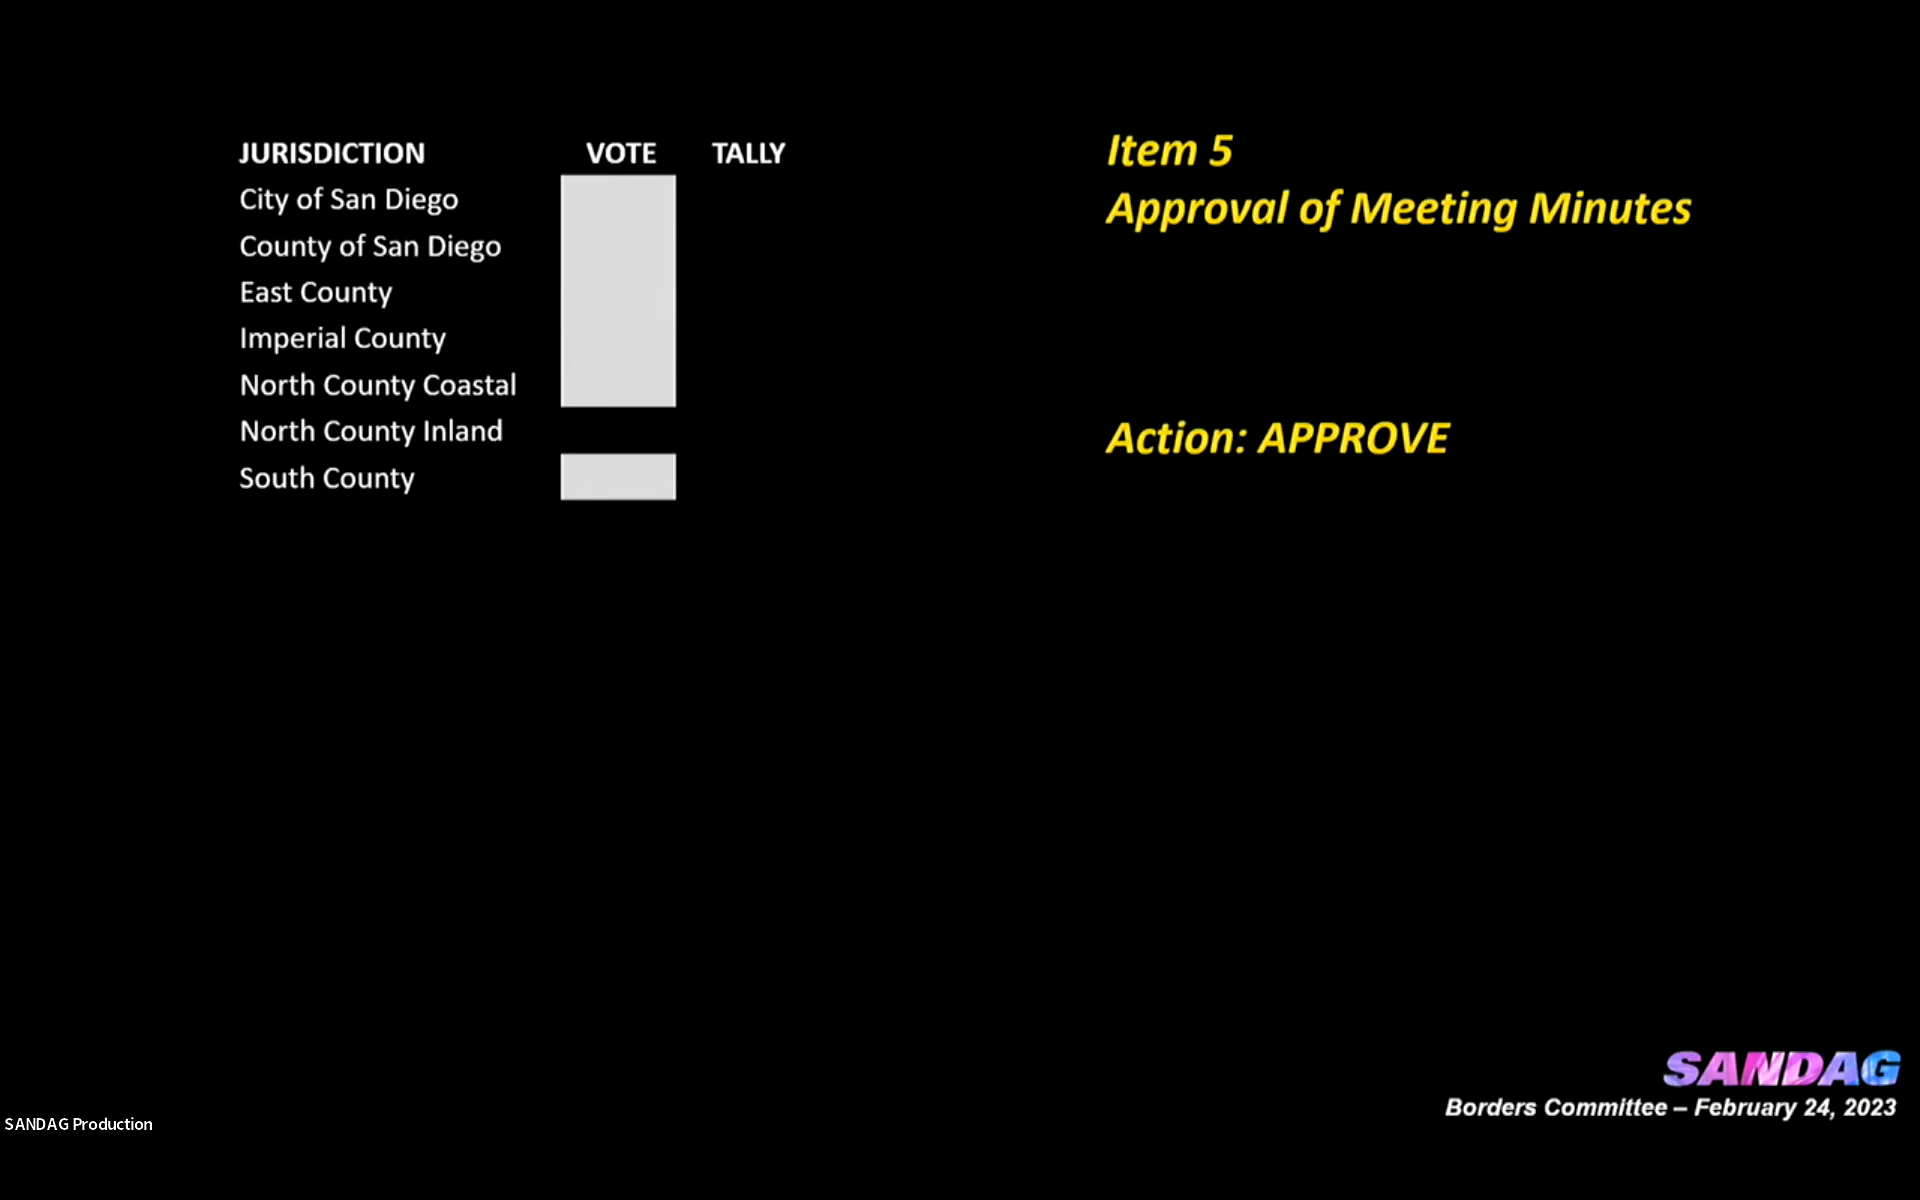 JURISDICTION VOTE TALLY
City of San Diego
County of San Diego
East County
Imperial County
North County Coastal
North County Inland
South County
Item 5
Approval of Meeting Minutes
Action: APPROVE
SANDAG
Borders Committee – February 24, 2023
SANDAG Production